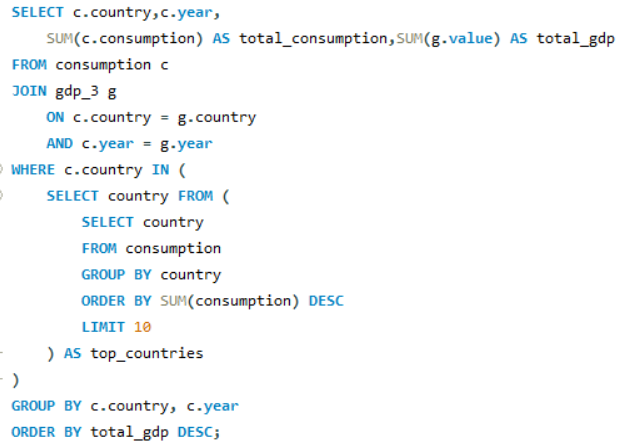 SELECT c.country,c.year,
    SUM(c.consumption) AS total_consumption,SUM(g.value) AS total_gdp
FROM consumption c
JOIN gdp_3 g
    ON c.country = g.country
    AND c.year = g.year
WHERE c.country IN (
    SELECT country FROM (
        SELECT country
        FROM consumption
        GROUP BY country
        ORDER BY SUM(consumption) DESC
        LIMIT 10
    ) AS top_countries
)
GROUP BY c.country, c.year
ORDER BY total_gdp DESC;